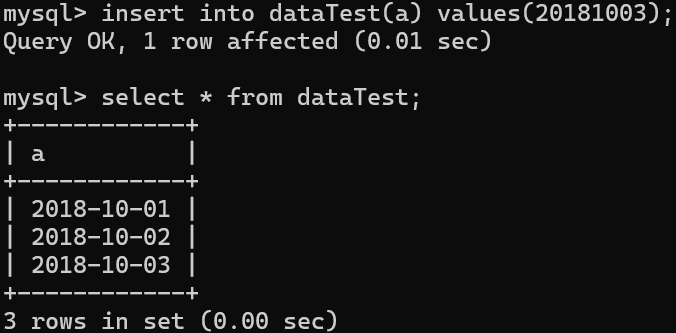 mysql> insert into dataTest(a) values(20181003);
Query OK, 1 row affected (0.01 sec)

mysql> select * from dataTest;
+------------+
| a          |
+------------+
| 2018-10-01 |
| 2018-10-02 |
| 2018-10-03 |
+------------+
3 rows in set (0.00 sec)